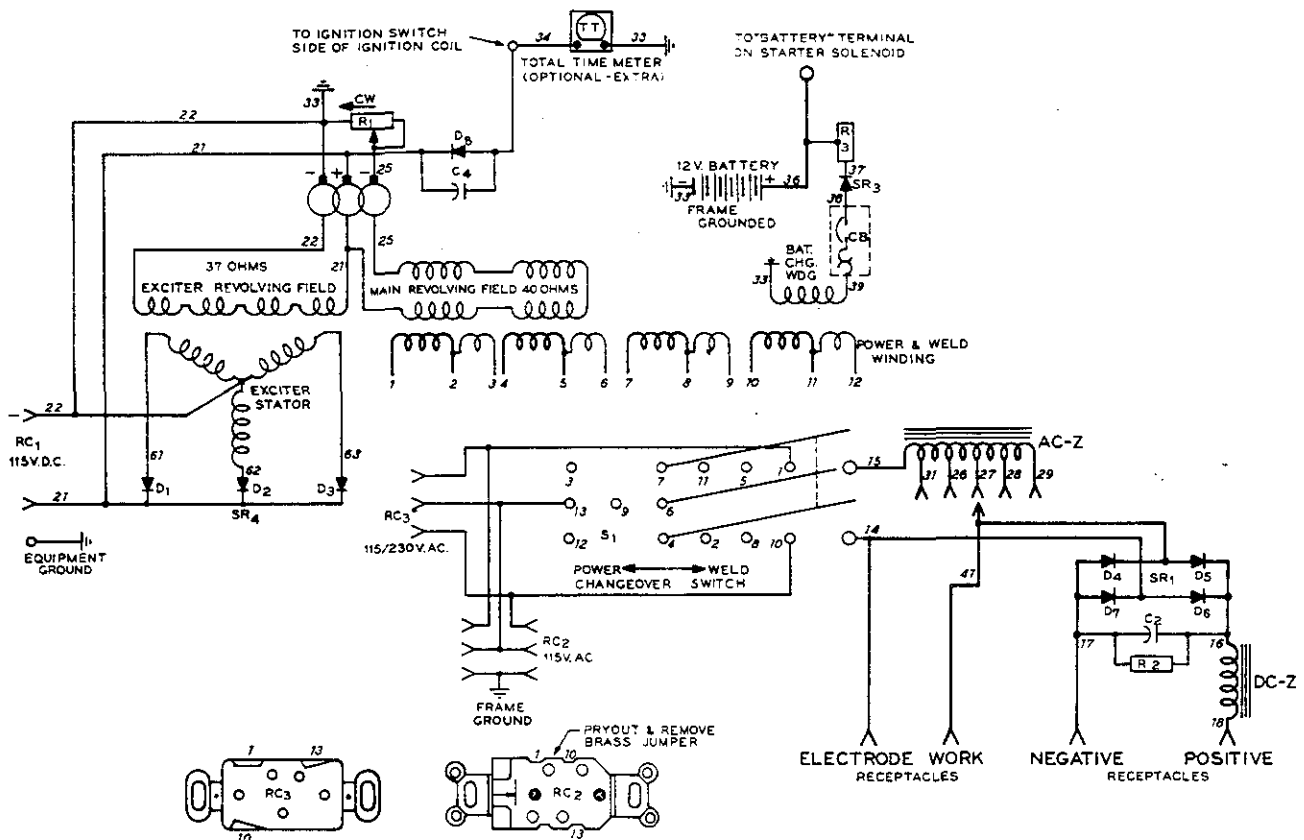 TO IGNITION SWITCH
SIDE OF IGNITION COIL
34
TT
33
TOTAL TIME METER
(OPTIONAL-EXTRA)
TO "BATTERY" TERMINAL
ON STARTER SOLENOID
33
CW
22
R1
21
D8
C4
25
- + -
12 V. BATTERY
- +
33
36
FRAME
GROUNDED
R
3
37
SR3
38
CB
BAT.
CHG.
WDG
33
39
22
21
25
37 OHMS
EXCITER REVOLVING FIELD
MAIN REVOLVING FIELD 40 OHMS
POWER & WELD
WINDING
1 2 3 4 5 6 7 8 9 10 11 12
EXCITER
STATOR
- 22
RC1
115V.D.C.
61
62
63
D1
D2
D3
21
SR4
EQUIPMENT
GROUND
RC3
115/230V.AC.
3 7 11 5 1
13 9 6
12 S1 4 2 8 10
POWER WELD
CHANGEOVER SWITCH
15
14
AC-Z
31 26 27 28 29
47
D4 SR1 D5
D7 D6
C2
17
16
R2
DC-Z
18
RC2
115V.AC
FRAME
GROUND
ELECTRODE WORK
RECEPTACLES
NEGATIVE POSITIVE
RECEPTACLES
1 13
RC3
10
PRYOUT & REMOVE
BRASS JUMPER
1 10
RC2
13